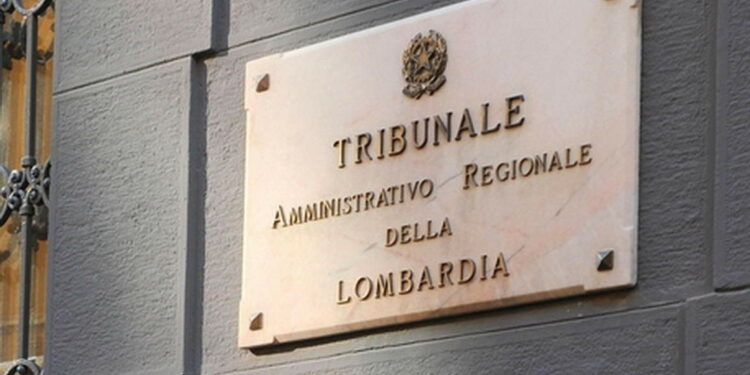 TRIBUNALE
AMMINISTRATIVO REGIONALE
DELLA
LOMBARDIA